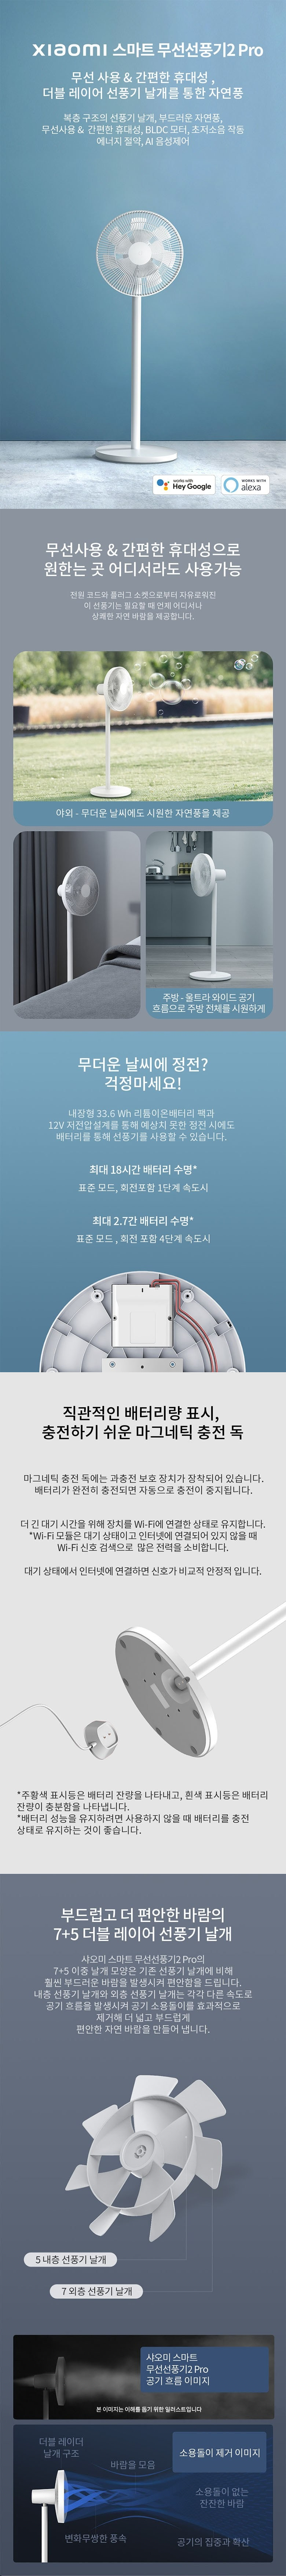 XIAOMI 스마트 무선선풍기2 Pro
무선 사용 & 간편한 휴대성 ,
더블 레이어 선풍기 날개를 통한 자연풍
복층 구조의 선풍기 날개, 부드러운 자연풍,
무선사용 & 간편한 휴대성, BLDC 모터, 초저소음 작동
에너지 절약, AI 음성제어
works with
Hey Google
WORKS WITH
alexa
무선사용 & 간편한 휴대성으로
원한는 곳 어디서라도 사용가능
전원 코드와 플러그 소켓으로부터 자유로워진
이 선풍기는 필요할 때 언제 어디서나
상쾌한 자연 바람을 제공합니다.
야외 - 무더운 날씨에도 시원한 자연풍을 제공
주방 - 울트라 와이드 공기
흐름으로 주방 전체를 시원하게
무더운 날씨에 정전?
걱정마세요!
내장형 33.6 Wh 리튬이온배터리 팩과
12V 저전압설계를 통해 예상치 못한 정전 시에도
배터리를 통해 선풍기를 사용할 수 있습니다.
최대 18시간 배터리 수명*
표준 모드, 회전포함 1단계 속도시
최대 2.7간 배터리 수명*
표준 모드 , 회전 포함 4단계 속도시
직관적인 배터리량 표시,
충전하기 쉬운 마그네틱 충전 독
마그네틱 충전 독에는 과충전 보호 장치가 장착되어 있습니다.
배터리가 완전히 충전되면 자동으로 충전이 중지됩니다.
더 긴 대기 시간을 위해 장치를 Wi-Fi에 연결한 상태로 유지합니다.
*Wi-Fi 모듈은 대기 상태이고 인터넷에 연결되어 있지 않을 때
Wi-Fi 신호 검색으로 많은 전력을 소비합니다.
대기 상태에서 인터넷에 연결하면 신호가 비교적 안정적 입니다.
*주황색 표시등은 배터리 잔량을 나타내고, 흰색 표시등은 배터리
잔량이 충분함을 나타냅니다.
*배터리 성능을 유지하려면 사용하지 않을 때 배터리를 충전
상태로 유지하는 것이 좋습니다.
부드럽고 더 편안한 바람의
7+5 더블 레이어 선풍기 날개
샤오미 스마트 무선선풍기2 Pro의
7+5 이중 날개 모양은 기존 선풍기 날개에 비해
훨씬 부드러운 바람을 발생시켜 편안함을 드립니다.
내층 선풍기 날개와 외층 선풍기 날개는 각각 다른 속도로
공기 흐름을 발생시켜 공기 소용돌이를 효과적으로
제거해 더 넓고 부드럽게
편안한 자연 바람을 만들어 냅니다.
5 내층 선풍기 날개
7 외층 선풍기 날개
샤오미 스마트
무선선풍기2 Pro
공기 흐름 이미지
본 이미지는 이해를 돕기 위한 일러스트입니다
더블 레이더
날개 구조
바람을 모음
소용돌이 제거 이미지
소용돌이 없는
잔잔한 바람
변화무쌍한 풍속
공기의 집중과 확산